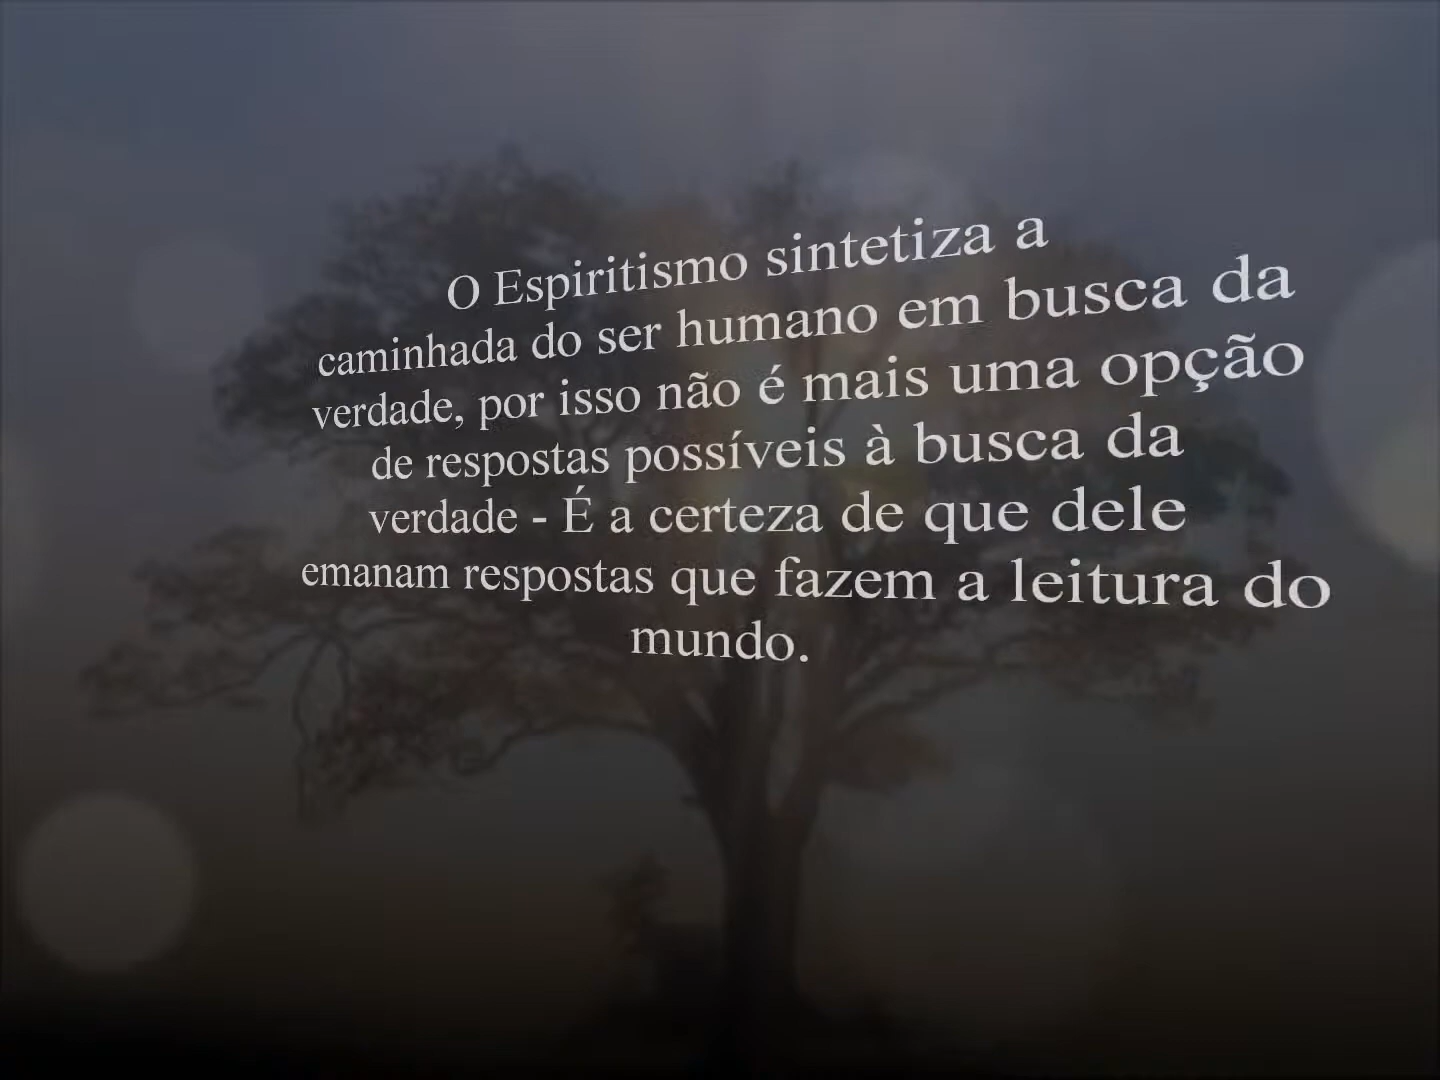 O Espiritismo sintetiza a
caminhada do ser humano em busca da
verdade, por isso não é mais uma opção
de respostas possíveis à busca da
verdade - É a certeza de que dele
emanam respostas que fazem a leitura do
mundo.